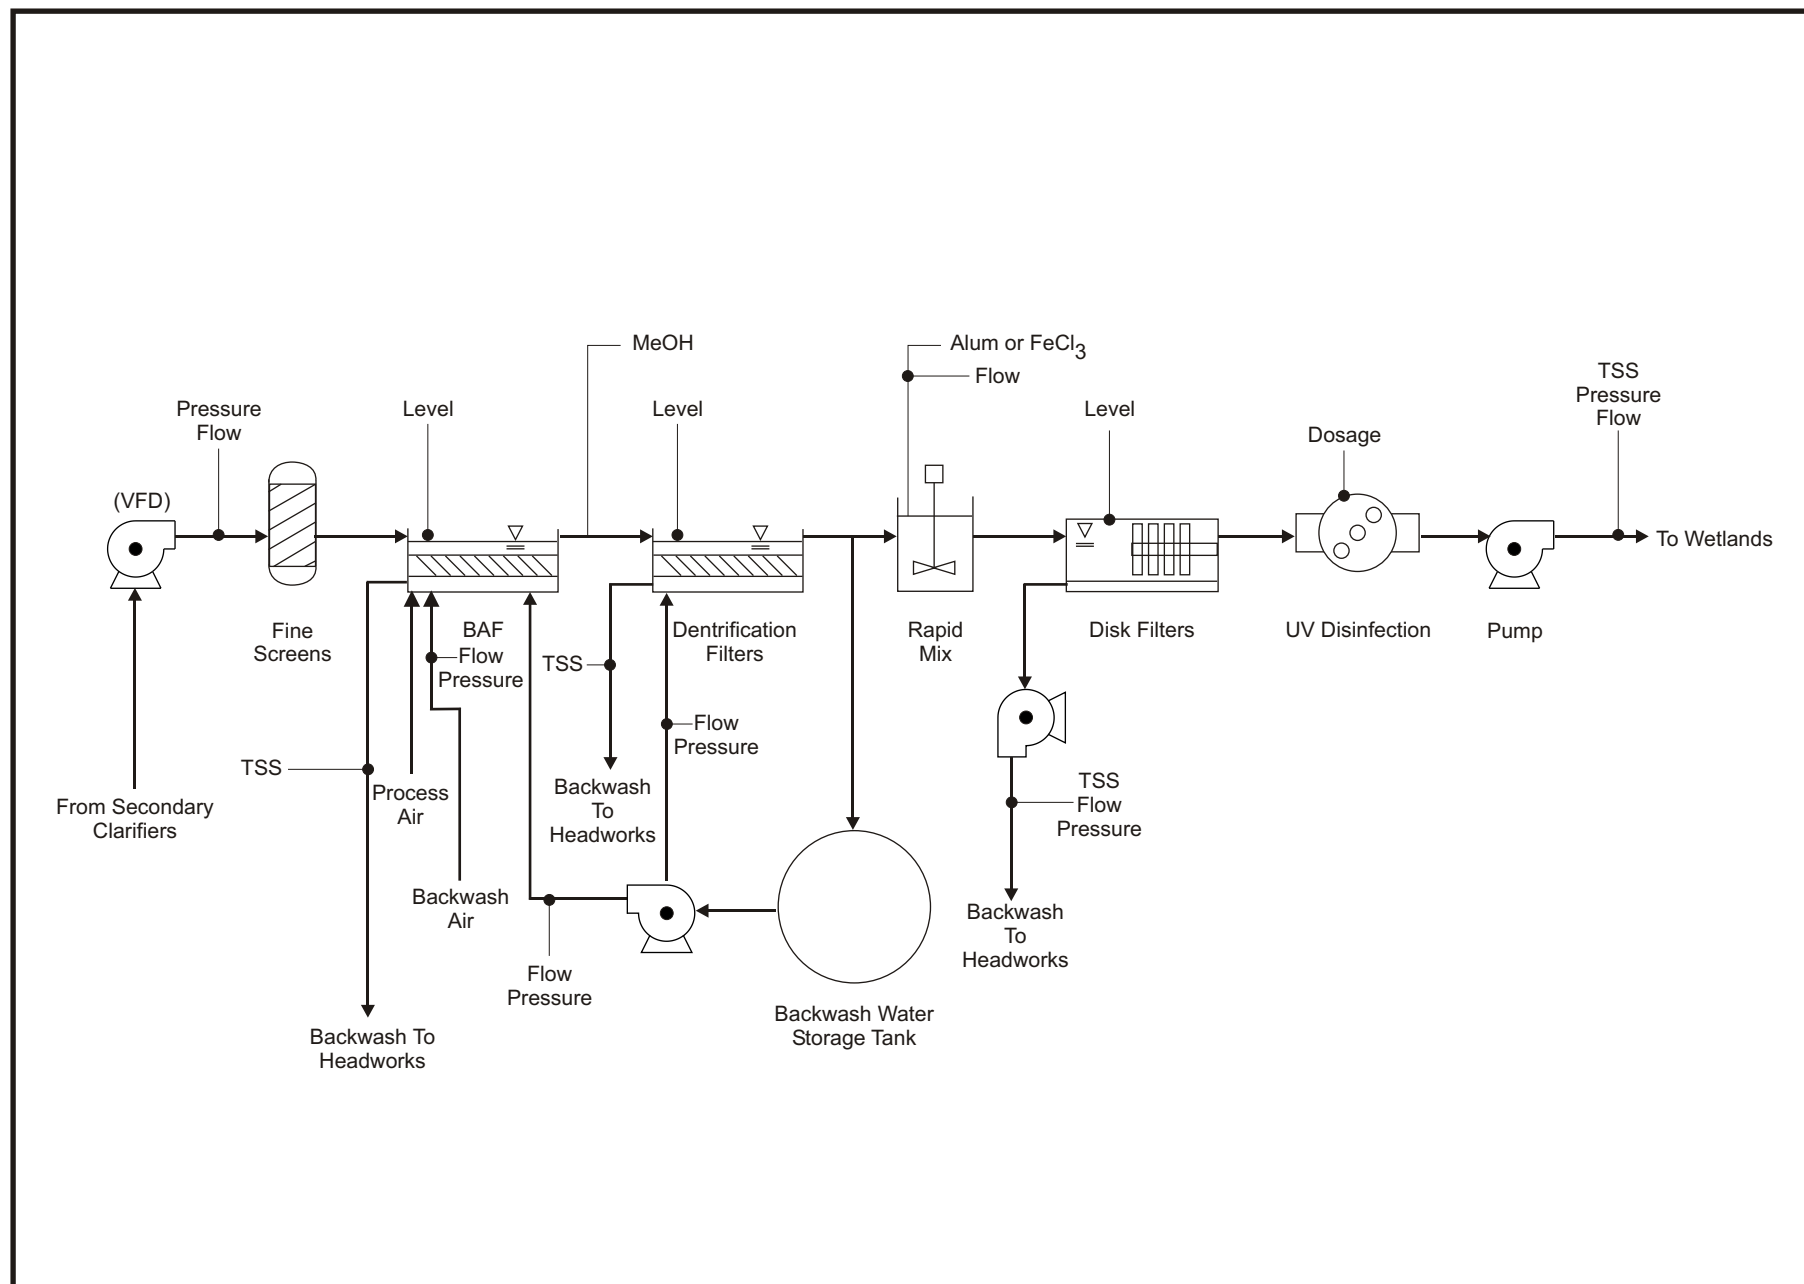 MeOH
Alum or FeCl3
Flow
TSS
Pressure
Flow
Pressure
Flow
Level
Level
Level
Dosage
(VFD)
To Wetlands
Fine
Screens
BAF
Flow
Pressure
Dentrification
Filters
Rapid
Mix
Disk Filters
UV Disinfection
Pump
TSS
Flow
Pressure
TSS
Process
Air
Backwash
To
Headworks
TSS
Flow
Pressure
From Secondary
Clarifiers
Backwash
Air
Backwash
To
Headworks
Flow
Pressure
Backwash Water
Storage Tank
Backwash To
Headworks